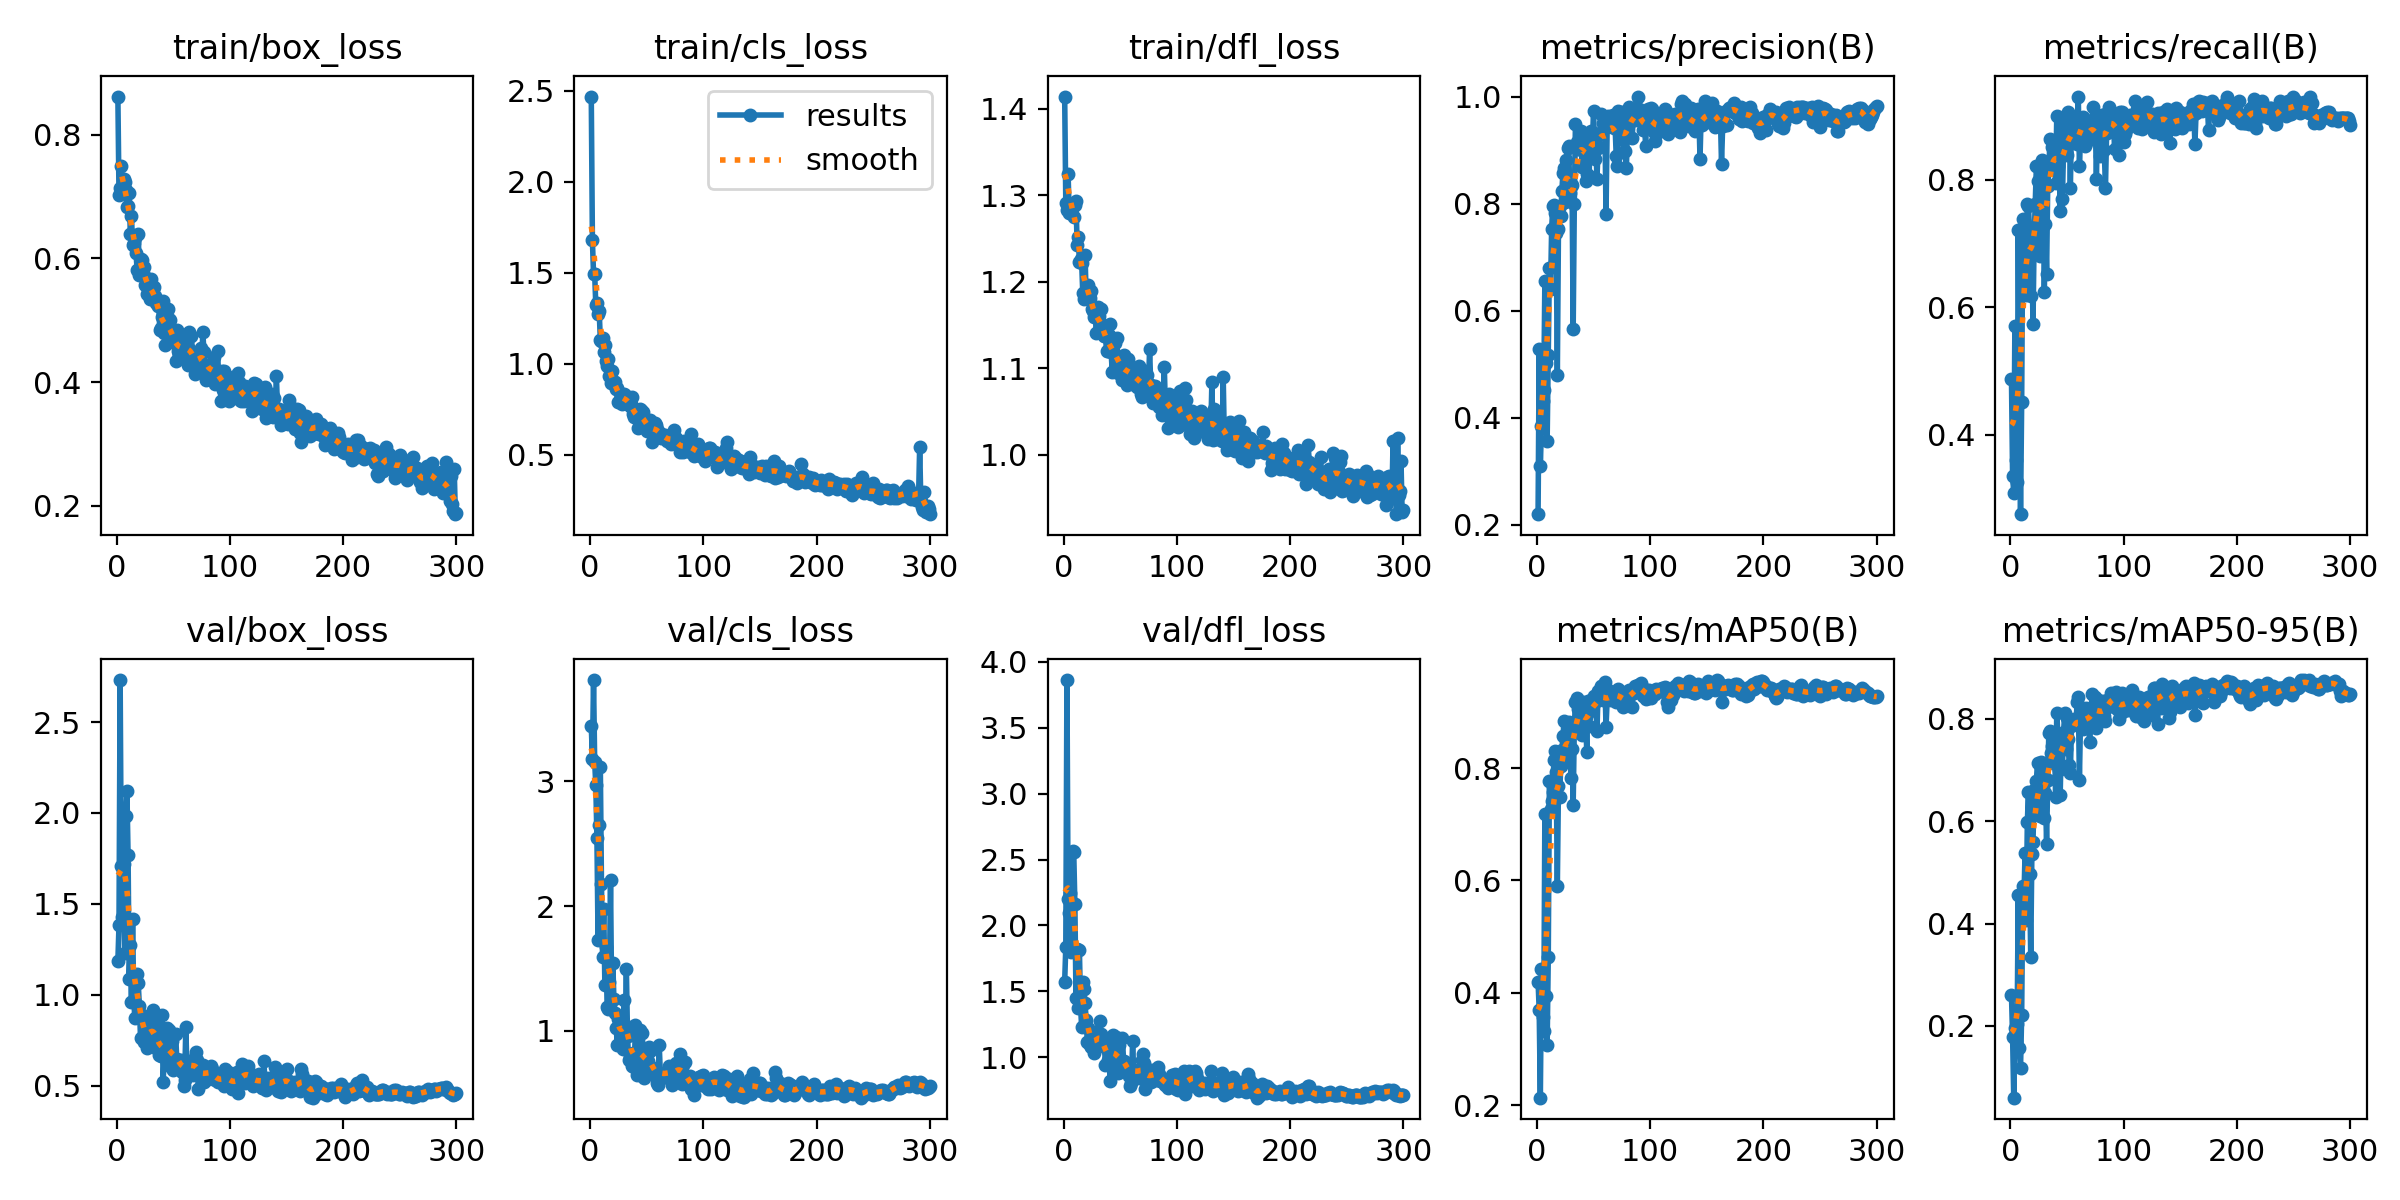 train/box_loss
train/cls_loss
train/dfl_loss
metrics/precision(B)
metrics/recall(B)
results
smooth
0.8
0.6
0.4
0.2
0 100 200 300
2.5
2.0
1.5
1.0
0.5
0 100 200 300
1.4
1.3
1.2
1.1
1.0
0 100 200 300
1.0
0.8
0.6
0.4
0.2
0 100 200 300
0.8
0.6
0.4
0 100 200 300
val/box_loss
val/cls_loss
val/dfl_loss
metrics/mAP50(B)
metrics/mAP50-95(B)
2.5
2.0
1.5
1.0
0.5
0 100 200 300
3
2
1
0 100 200 300
4.0
3.5
3.0
2.5
2.0
1.5
1.0
0 100 200 300
0.8
0.6
0.4
0.2
0 100 200 300
0.8
0.6
0.4
0.2
0 100 200 300